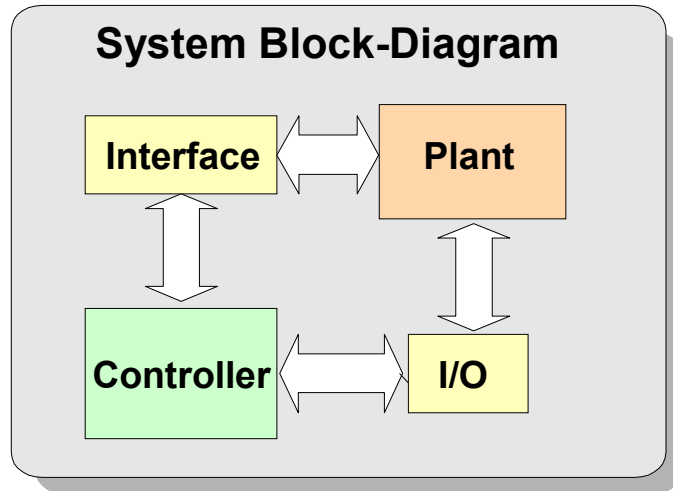 System Block-Diagram
Interface
Plant
Controller
I/O